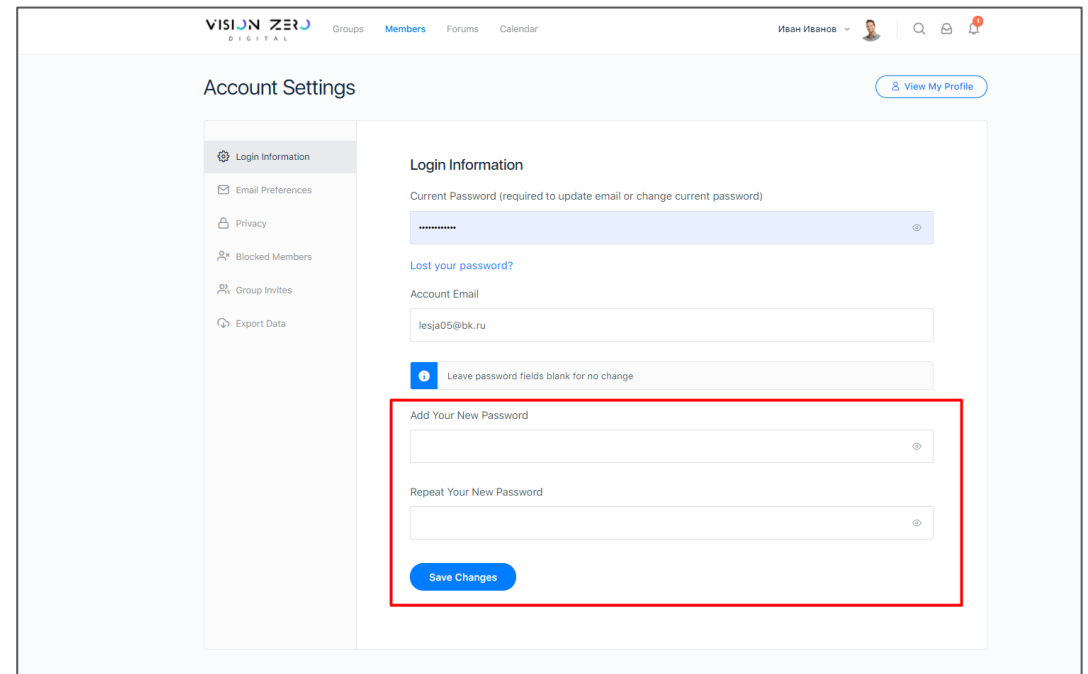 VISION ZERO
DIGITAL
Groups
Members
Forums
Calendar
Иван Иванов
1
Account Settings
View My Profile
Login Information
Email Preferences
Privacy
Blocked Members
Group Invites
Export Data
Login Information
Current Password (required to update email or change current password)
••••••••••••
Lost your password?
Account Email
lesja05@bk.ru
Leave password fields blank for no change
Add Your New Password
Repeat Your New Password
Save Changes